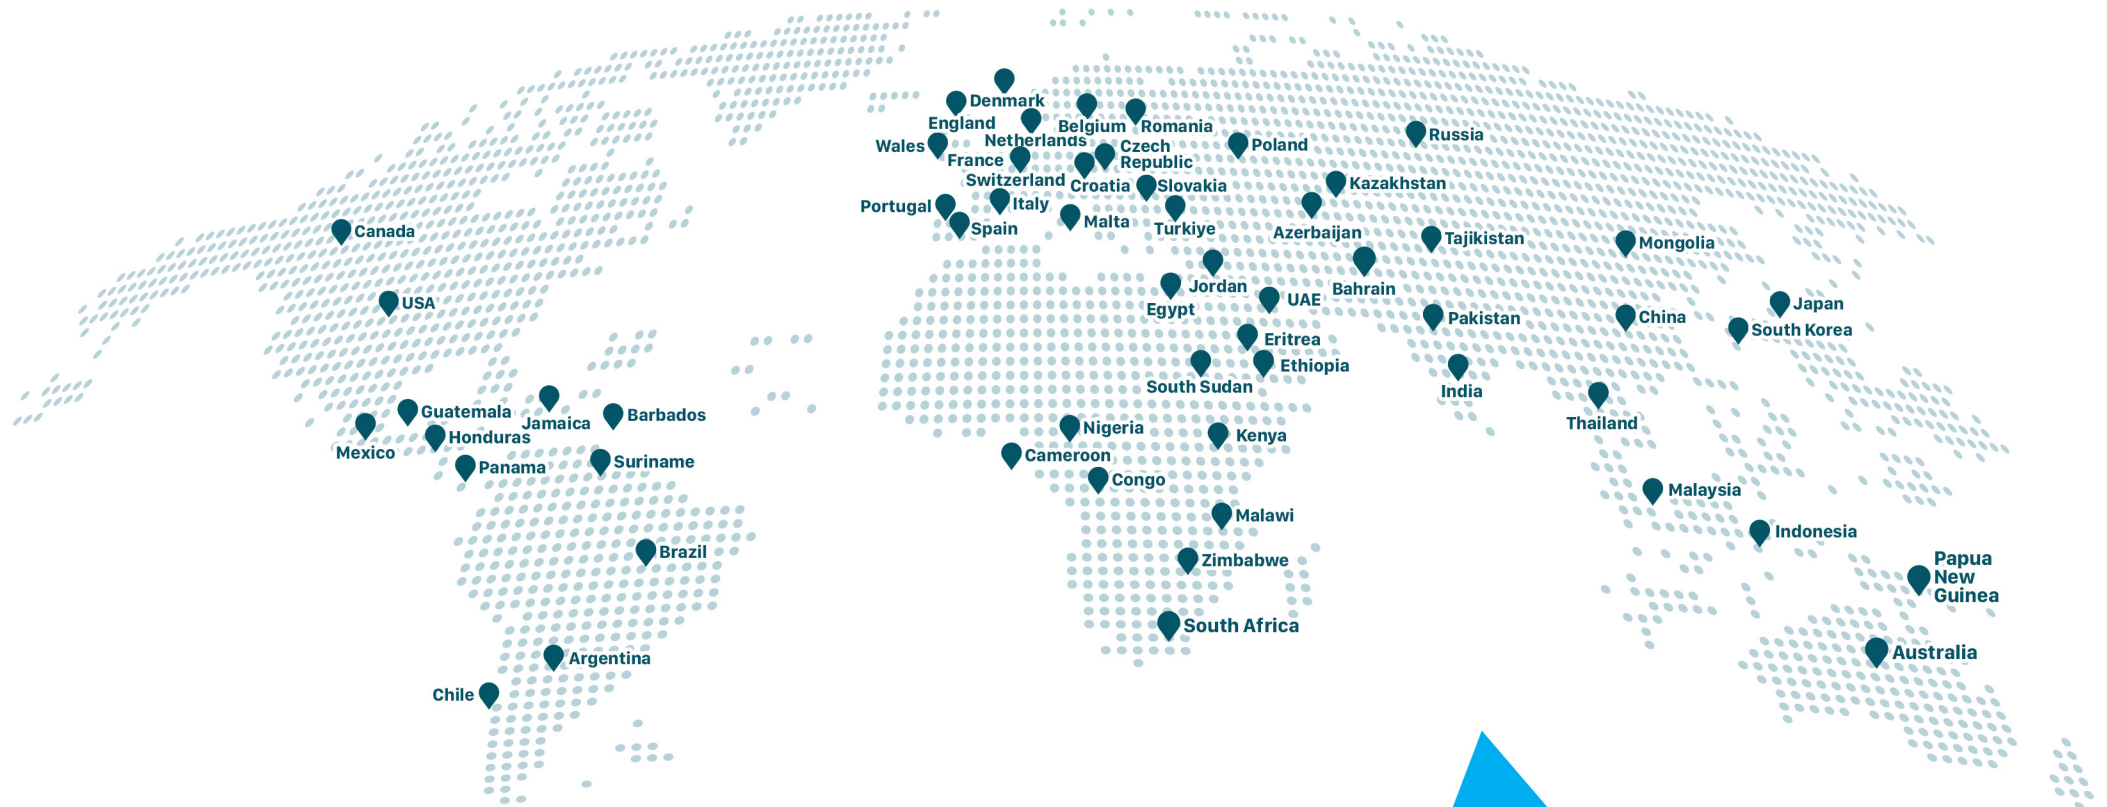 Denmark
England
Netherlands
Belgium
Romania
Wales
France
Czech
Republic
Poland
Russia
Switzerland
Croatia
Slovakia
Kazakhstan
Portugal
Italy
Spain
Malta
Turkiye
Azerbaijan
Tajikistan
Mongolia
Canada
USA
Jordan
Egypt
UAE
Bahrain
Pakistan
China
Japan
South Korea
Eritrea
Ethiopia
South Sudan
India
Thailand
Guatemala
Jamaica
Barbados
Mexico
Honduras
Panama
Suriname
Nigeria
Kenya
Cameroon
Congo
Malawi
Malaysia
Indonesia
Brazil
Zimbabwe
Papua
New
Guinea
South Africa
Australia
Argentina
Chile